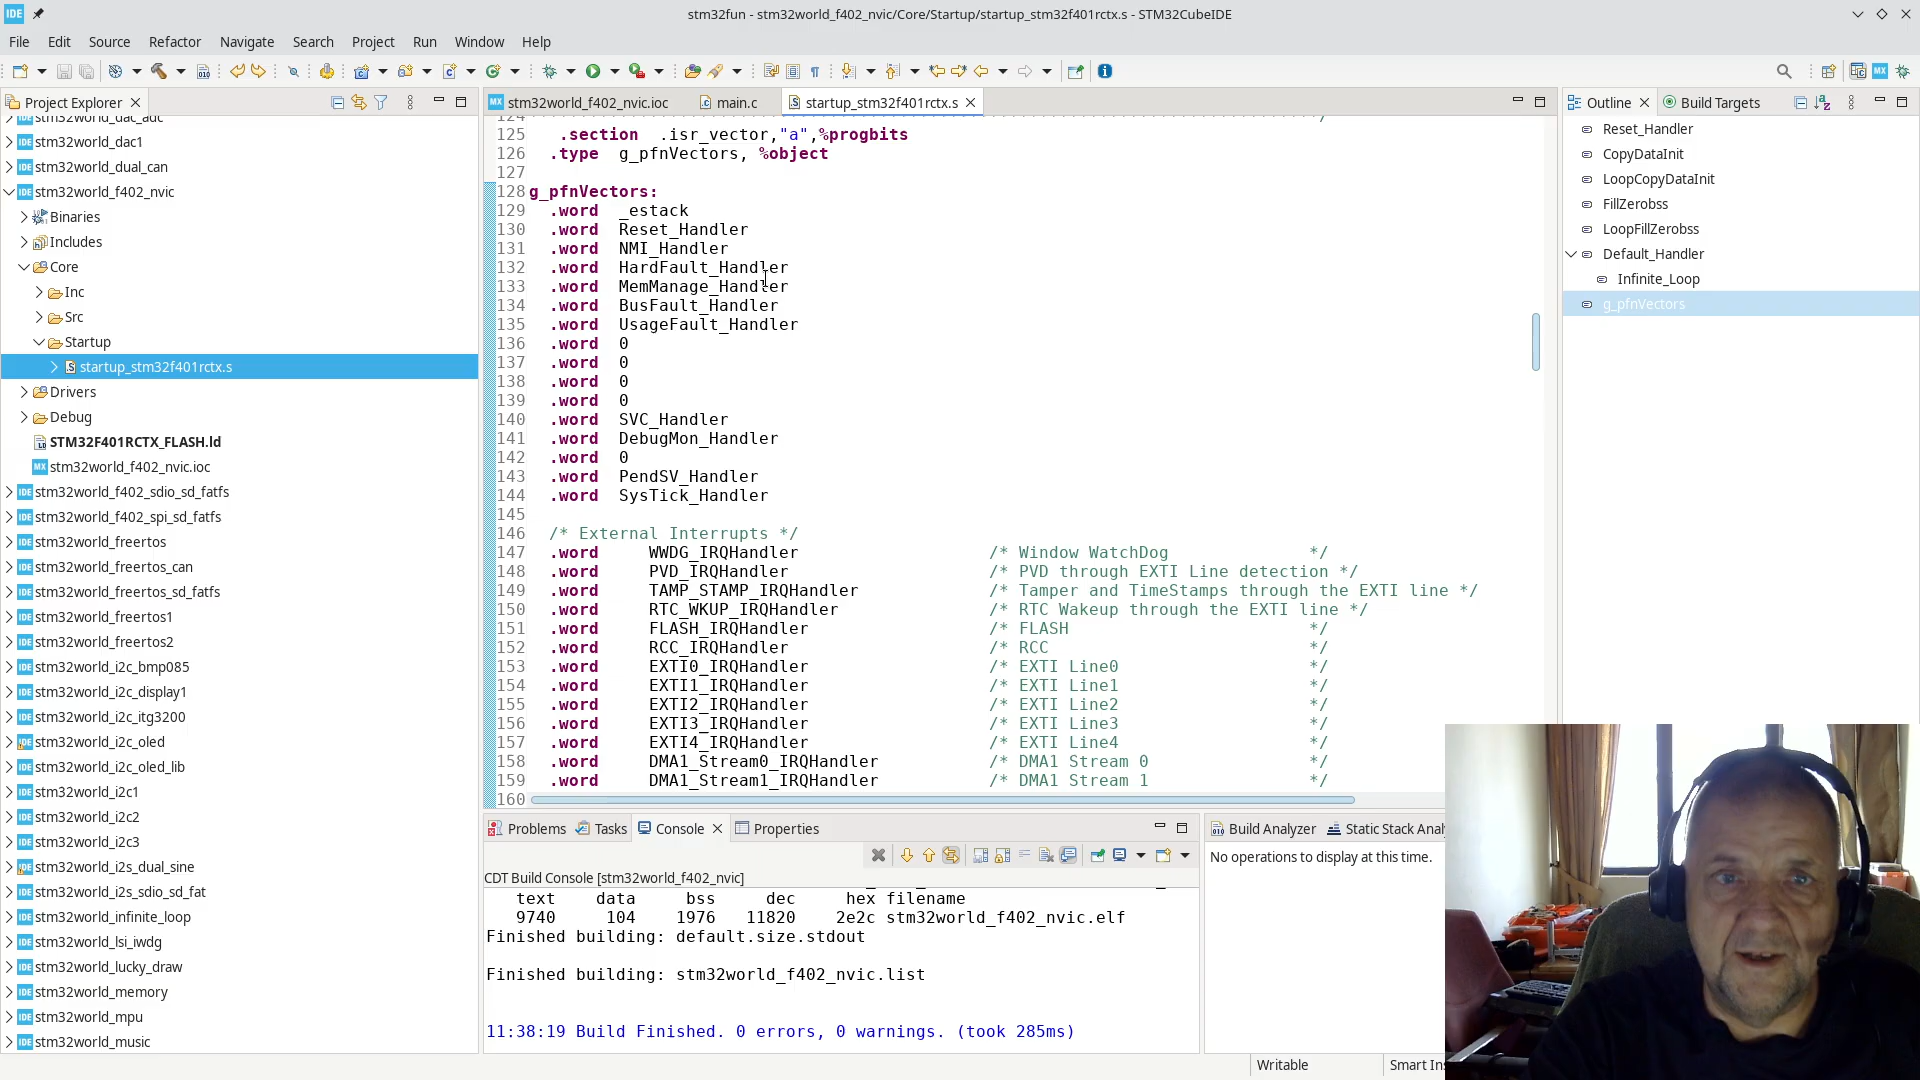 IDE
stm32fun - stm32world_f402_nvic/Core/Startup/startup_stm32f401rctx.s - STM32CubeIDE
File Edit Source Refactor Navigate Search Project Run Window Help
Project Explorer
stm32world_dac_adc
stm32world_dac1
stm32world_dual_can
stm32world_f402_nvic
Binaries
Includes
Core
Inc
Src
Startup
startup_stm32f401rctx.s
Drivers
Debug
STM32F401RCTX_FLASH.ld
stm32world_f402_nvic.ioc
stm32world_f402_sdio_sd_fatfs
stm32world_f402_spi_sd_fatfs
stm32world_freertos
stm32world_freertos_can
stm32world_freertos_sd_fatfs
stm32world_freertos1
stm32world_freertos2
stm32world_i2c_bmp085
stm32world_i2c_display1
stm32world_i2c_itg3200
stm32world_i2c_oled
stm32world_i2c_oled_lib
stm32world_i2c1
stm32world_i2c2
stm32world_i2c3
stm32world_i2s_dual_sine
stm32world_i2s_sdio_sd_fat
stm32world_infinite_loop
stm32world_lsi_iwdg
stm32world_lucky_draw
stm32world_memory
stm32world_mpu
stm32world_music
stm32world_f402_nvic.ioc main.c startup_stm32f401rctx.s
124
125 .section .isr_vector,"a",%progbits
126 .type g_pfnVectors, %object
127
128 g_pfnVectors:
129 .word _estack
130 .word Reset_Handler
131 .word NMI_Handler
132 .word HardFault_Handler
133 .word MemManage_Handler
134 .word BusFault_Handler
135 .word UsageFault_Handler
136 .word 0
137 .word 0
138 .word 0
139 .word 0
140 .word SVC_Handler
141 .word DebugMon_Handler
142 .word 0
143 .word PendSV_Handler
144 .word SysTick_Handler
145
146 /* External Interrupts */
147 .word WWDG_IRQHandler /* Window WatchDog */
148 .word PVD_IRQHandler /* PVD through EXTI Line detection */
149 .word TAMP_STAMP_IRQHandler /* Tamper and TimeStamps through the EXTI line */
150 .word RTC_WKUP_IRQHandler /* RTC Wakeup through the EXTI line */
151 .word FLASH_IRQHandler /* FLASH */
152 .word RCC_IRQHandler /* RCC */
153 .word EXTI0_IRQHandler /* EXTI Line0 */
154 .word EXTI1_IRQHandler /* EXTI Line1 */
155 .word EXTI2_IRQHandler /* EXTI Line2 */
156 .word EXTI3_IRQHandler /* EXTI Line3 */
157 .word EXTI4_IRQHandler /* EXTI Line4 */
158 .word DMA1_Stream0_IRQHandler /* DMA1 Stream 0 */
159 .word DMA1_Stream1_IRQHandler /* DMA1 Stream 1 */
160
Outline Build Targets
Reset_Handler
CopyDataInit
LoopCopyDataInit
FillZerobss
LoopFillZerobss
Default_Handler
Infinite_Loop
g_pfnVectors
Problems Tasks Console Properties
CDT Build Console [stm32world_f402_nvic]
text data bss dec hex filename
9740 104 1976 11820 2e2c stm32world_f402_nvic.elf
Finished building: default.size.stdout
Finished building: stm32world_f402_nvic.list
11:38:19 Build Finished. 0 errors, 0 warnings. (took 285ms)
Build Analyzer Static Stack Anal
No operations to display at this time.
Writable Smart Ins